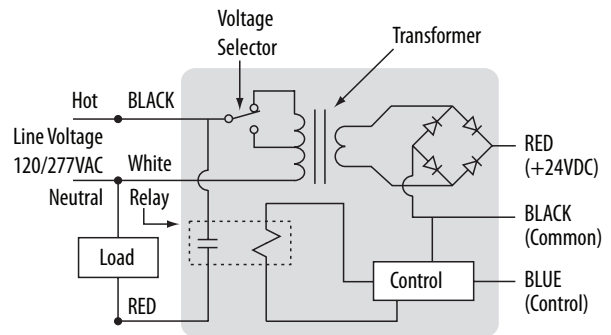 Voltage
Selector
Transformer
Hot BLACK
Line Voltage
120/277VAC
White
Neutral
Relay
Load
RED
RED
(+24VDC)
BLACK
(Common)
Control
BLUE
(Control)